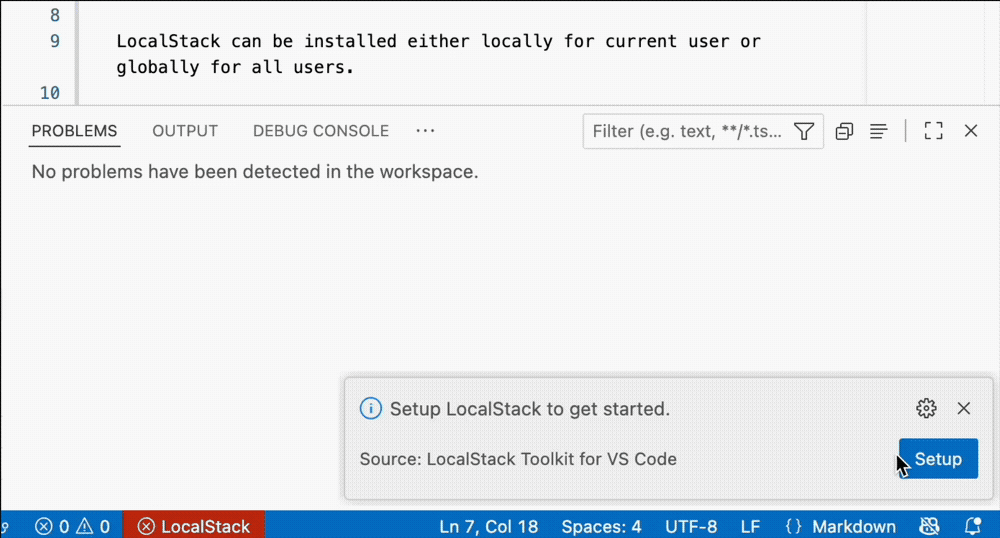 8
9 LocalStack can be installed either locally for current user or
globally for all users.
10
PROBLEMS OUTPUT DEBUG CONSOLE ··· Filter (e.g. text, **/*.ts...
No problems have been detected in the workspace.
Setup LocalStack to get started.
Source: LocalStack Toolkit for VS Code Setup
0 0 LocalStack Ln 7, Col 18 Spaces: 4 UTF-8 LF {} Markdown